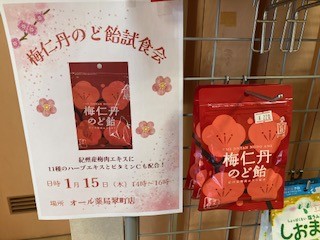 梅仁丹のど飴試食会
梅仁丹
のど飴
紀州産梅肉エキスに
11種のハーブエキスとビタミンCも配合！
日時 1月15日（水）14時～16時
場所 オール薬局翠町店
梅仁丹
のど飴
しおま